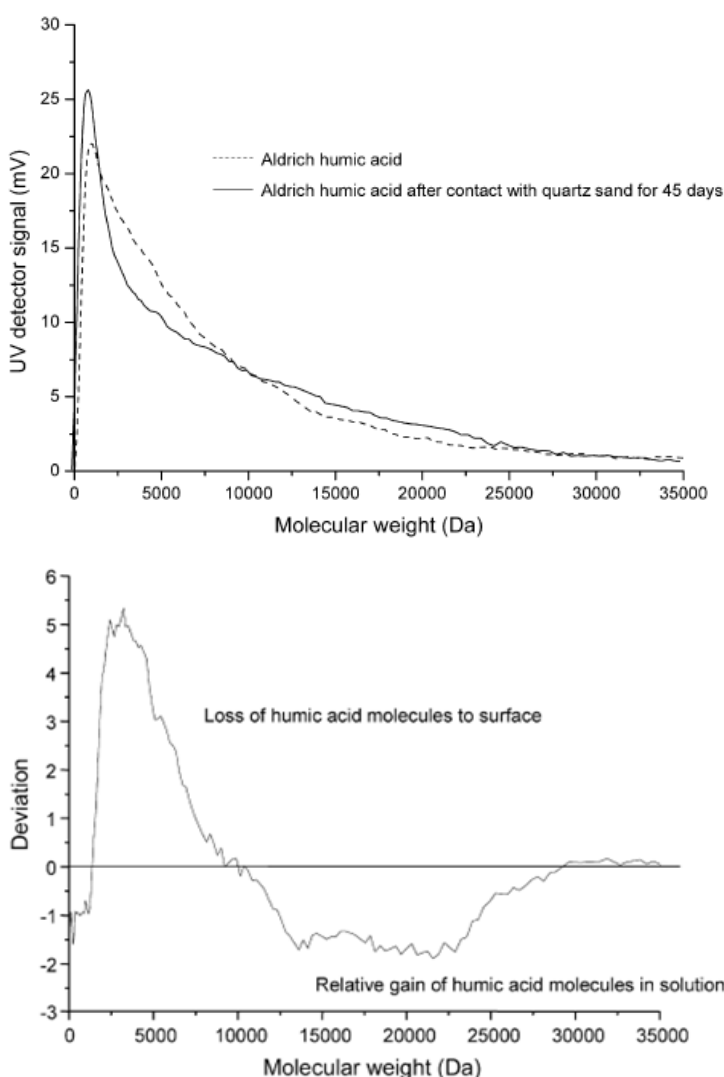 30
25
20
15
10
5
0
UV detector signal (mV)
Aldrich humic acid
Aldrich humic acid after contact with quartz sand for 45 days
0 5000 10000 15000 20000 25000 30000 35000
Molecular weight (Da)
6
5
4
3
2
1
0
-1
-2
-3
Deviation
Loss of humic acid molecules to surface
Relative gain of humic acid molecules in solution
0 5000 10000 15000 20000 25000 30000 35000
Molecular weight (Da)